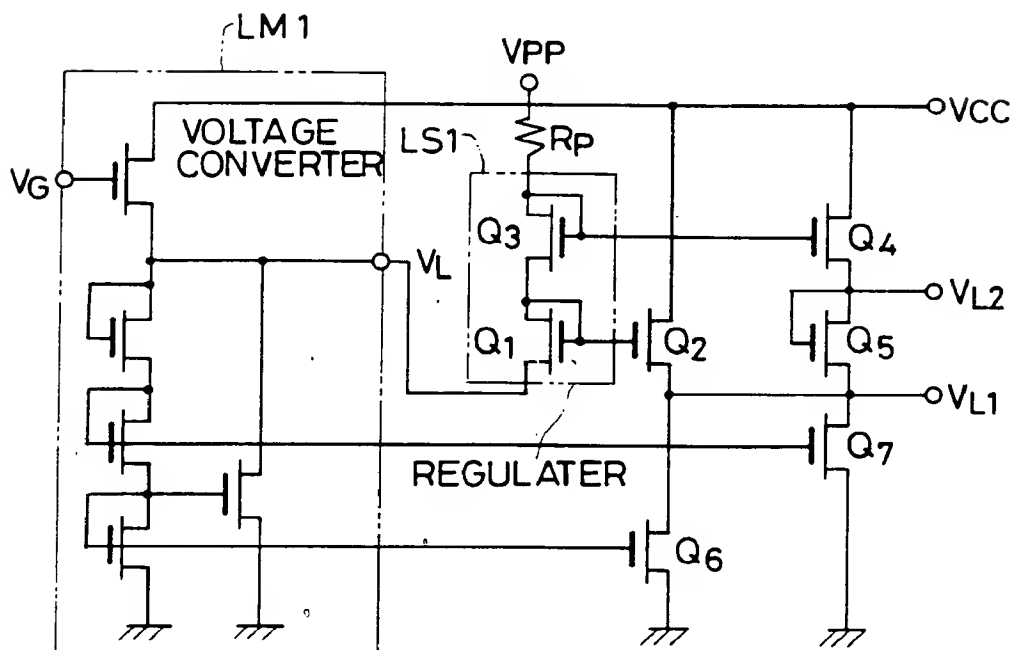 LM1
VPP
VCC
VOLTAGE
CONVERTER
LS1
RP
VG
Q3
Q4
VL
VL2
Q1
Q2
Q5
VL1
REGULATER
Q7
Q6